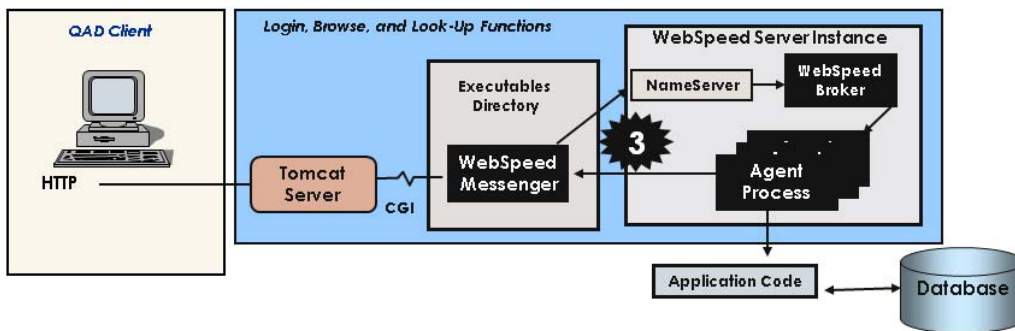 QAD Client
HTTP
Login, Browse, and Look-Up Functions
Tomcat
Server
CGI
Executables
Directory
WebSpeed
Messenger
3
WebSpeed Server Instance
NameServer
WebSpeed
Broker
Agent
Process
Application Code
Database